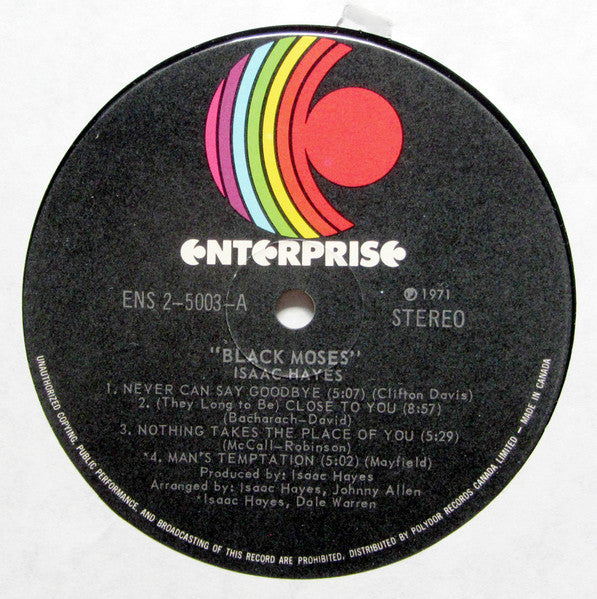 ENTERPRISE
ENS 2-5003-A
℗ 1971
STEREO
"BLACK MOSES"
ISAAC HAYES
1. NEVER CAN SAY GOODBYE (5:07) (Clifton Davis)
2. (They Long to Be) CLOSE TO YOU (8:57)
(Bacharach-David)
3. NOTHING TAKES THE PLACE OF YOU (5:29)
(McCall-Robinson)
*4. MAN'S TEMPTATION (5:02) (Mayfield)
Produced by: Isaac Hayes
Arranged by: Isaac Hayes, Johnny Allen
*Isaac Hayes, Dale Warren
UNAUTHORIZED COPYING, PUBLIC PERFORMANCE, AND BROADCASTING OF THIS RECORD ARE PROHIBITED. DISTRIBUTED BY POLYDOR RECORDS CANADA LIMITED - MADE IN CANADA